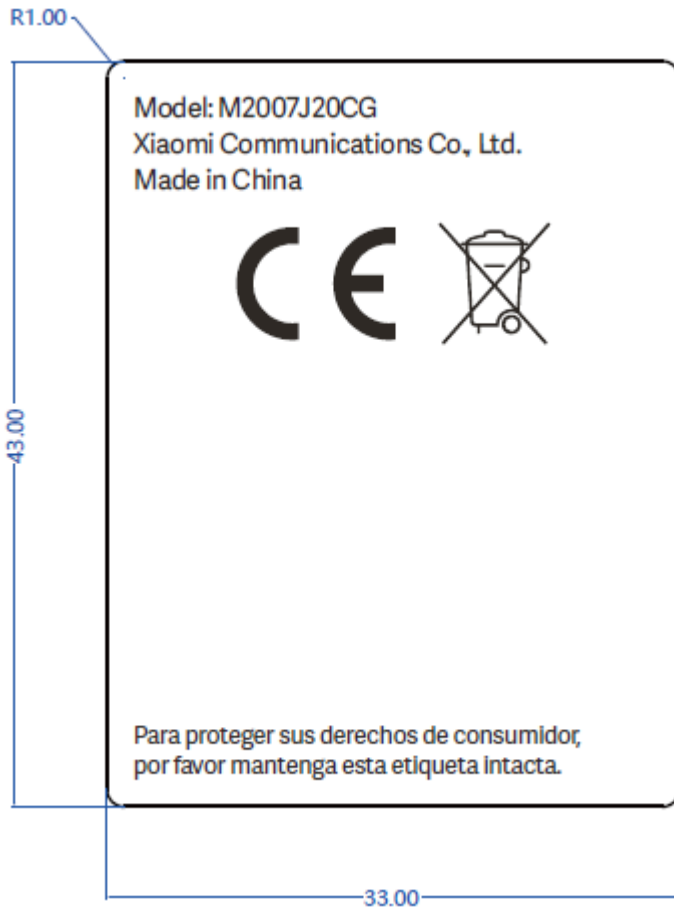 R1.00
Model: M2007J20CG
Xiaomi Communications Co., Ltd.
Made in China
CE
43.00
Para proteger sus derechos de consumidor,
por favor mantenga esta etiqueta intacta.
33.00